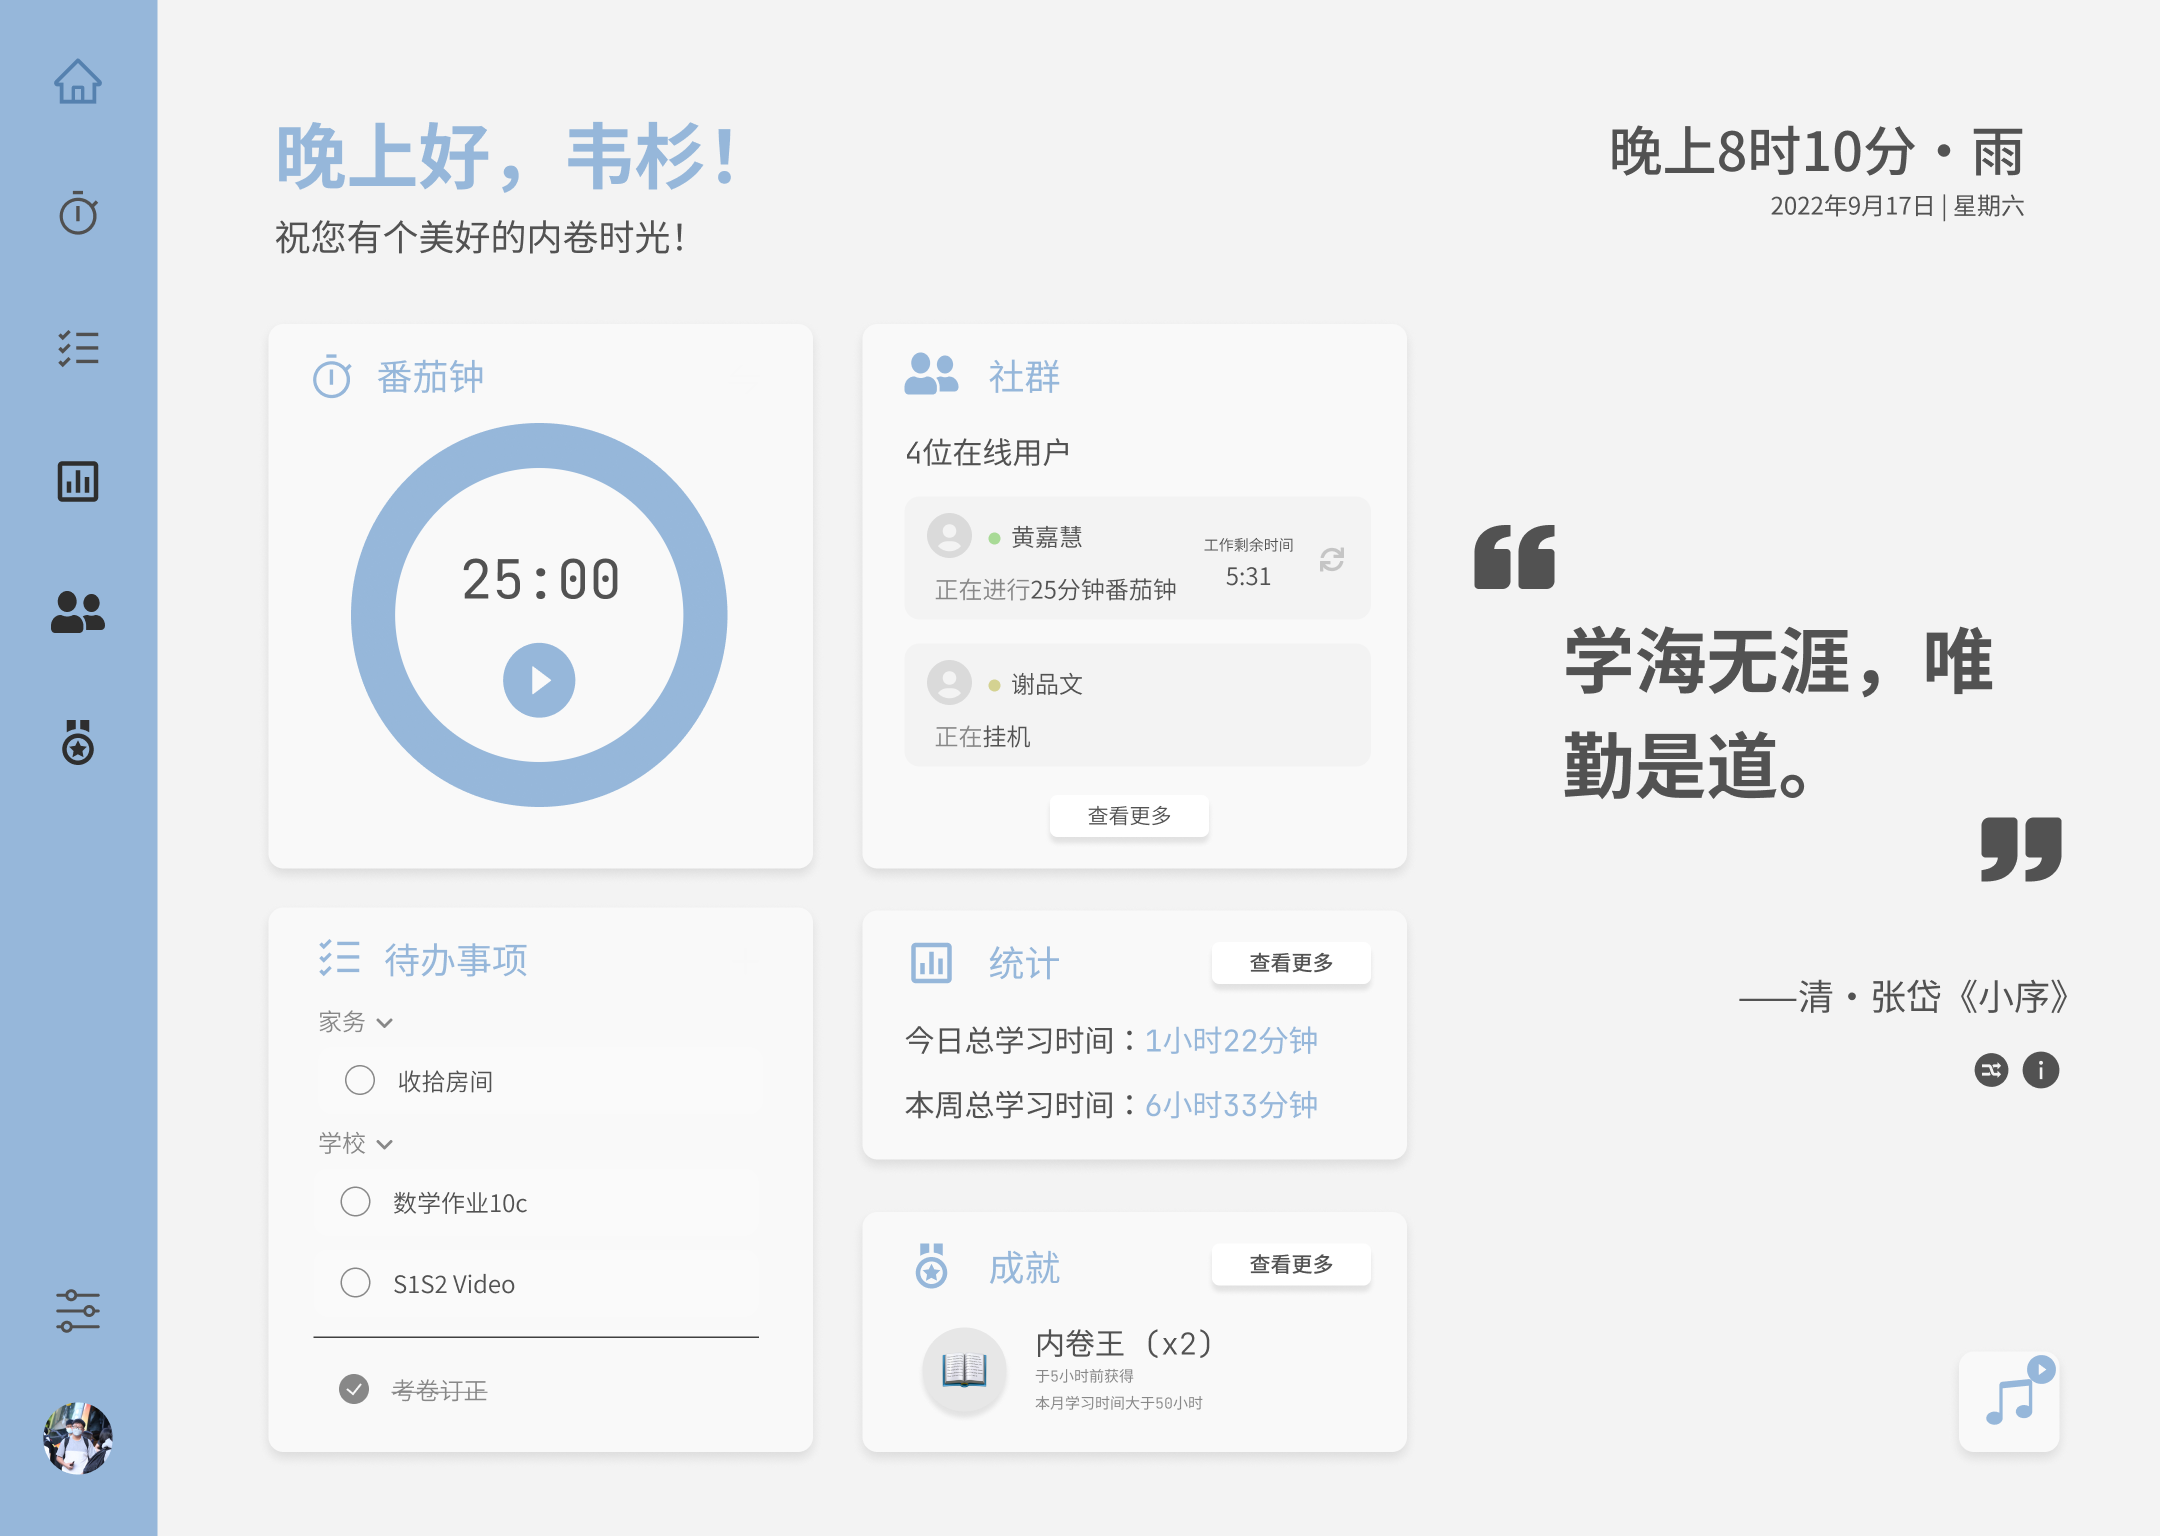 晚上好，韦杉！
祝您有个美好的内卷时光！
晚上8时10分·雨
2022年9月17日 | 星期六
番茄钟
25:00
社群
4位在线用户
黄嘉慧
正在进行25分钟番茄钟
工作剩余时间
5:31
谢品文
正在挂机
查看更多
学海无涯，唯
勤是道。
——清·张岱《小序》
待办事项
家务
收拾房间
学校
数学作业10c
S1S2 Video
考卷订正
统计
查看更多
今日总学习时间：1小时22分钟
本周总学习时间：6小时33分钟
成就
查看更多
内卷王（x2）
于5小时前获得
本月学习时间大于50小时